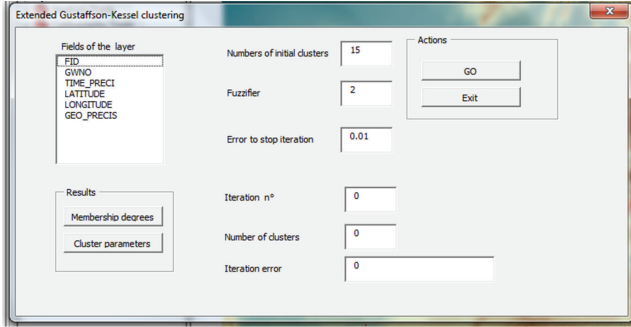 Extended Gustaffson-Kessel clustering
x
Fields of the layer
FID
GWNO
TIME_PRECI
LATITUDE
LONGITUDE
GEO_PRECIS
Numbers of initial clusters
15
Fuzzifier
2
Error to stop iteration
0.01
Actions
GO
Exit
Results
Membership degrees
Cluster parameters
Iteration n°
0
Number of clusters
0
Iteration error
0